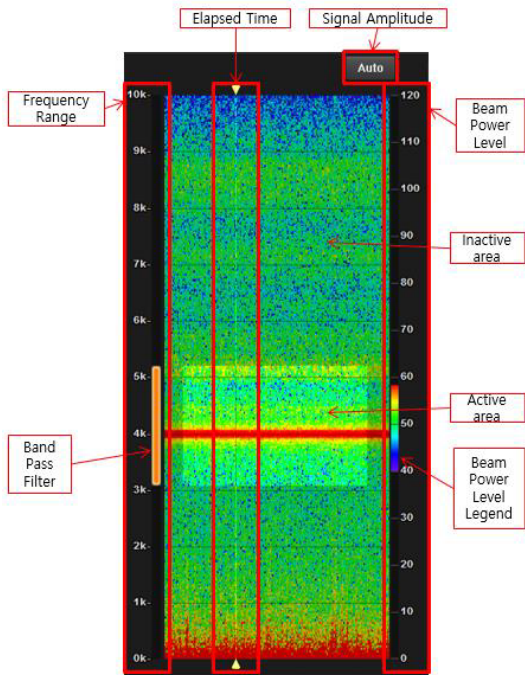 Elapsed Time
Signal Amplitude
Auto
Frequency
Range
Beam
Power
Level
10k
9k
8k
7k
6k
5k
4k
3k
2k
1k
0k
120
110
100
90
80
70
60
50
40
30
20
10
0
Inactive
area
Active
area
Band
Pass
Filter
Beam
Power
Level
Legend